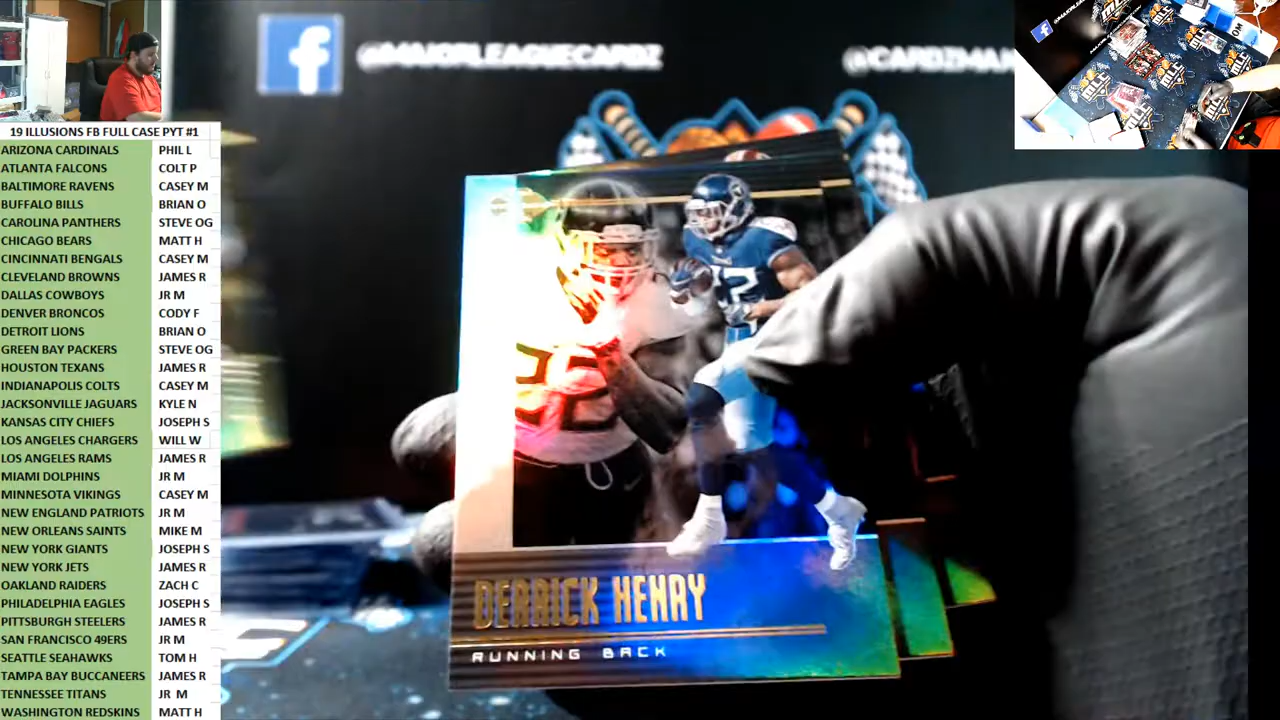 @MAJORLEAGUECARDZ
@CARDZMAN
19 ILLUSIONS FB FULL CASE PYT #1
ARIZONA CARDINALS PHIL L
ATLANTA FALCONS COLT P
BALTIMORE RAVENS CASEY M
BUFFALO BILLS BRIAN O
CAROLINA PANTHERS STEVE OG
CHICAGO BEARS MATT H
CINCINNATI BENGALS CASEY M
CLEVELAND BROWNS JAMES R
DALLAS COWBOYS JR M
DENVER BRONCOS CODY F
DETROIT LIONS BRIAN O
GREEN BAY PACKERS STEVE OG
HOUSTON TEXANS JAMES R
INDIANAPOLIS COLTS CASEY M
JACKSONVILLE JAGUARS KYLE N
KANSAS CITY CHIEFS JOSEPH S
LOS ANGELES CHARGERS WILL W
LOS ANGELES RAMS JAMES R
MIAMI DOLPHINS JR M
MINNESOTA VIKINGS CASEY M
NEW ENGLAND PATRIOTS JR M
NEW ORLEANS SAINTS MIKE M
NEW YORK GIANTS JOSEPH S
NEW YORK JETS JAMES R
OAKLAND RAIDERS ZACH C
PHILADELPHIA EAGLES JOSEPH S
PITTSBURGH STEELERS JAMES R
SAN FRANCISCO 49ERS JR M
SEATTLE SEAHAWKS TOM H
TAMPA BAY BUCCANEERS JAMES R
TENNESSEE TITANS JR M
WASHINGTON REDSKINS MATT H
22
DERRICK HENRY
RUNNING BACK
MLC